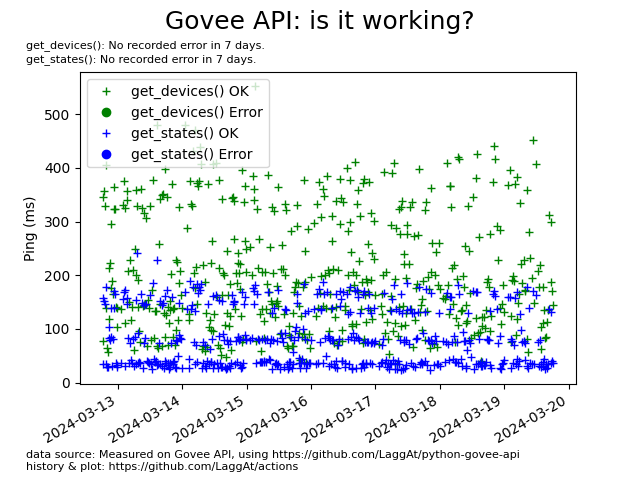 Govee API: is it working?
get_devices(): No recorded error in 7 days.
get_states(): No recorded error in 7 days.
get_devices() OK
get_devices() Error
get_states() OK
get_states() Error
Ping (ms)
500
400
300
200
100
0
2024-03-13
2024-03-14
2024-03-15
2024-03-16
2024-03-17
2024-03-18
2024-03-19
2024-03-20
data source: Measured on Govee API, using https://github.com/LaggAt/python-govee-api
history & plot: https://github.com/LaggAt/actions